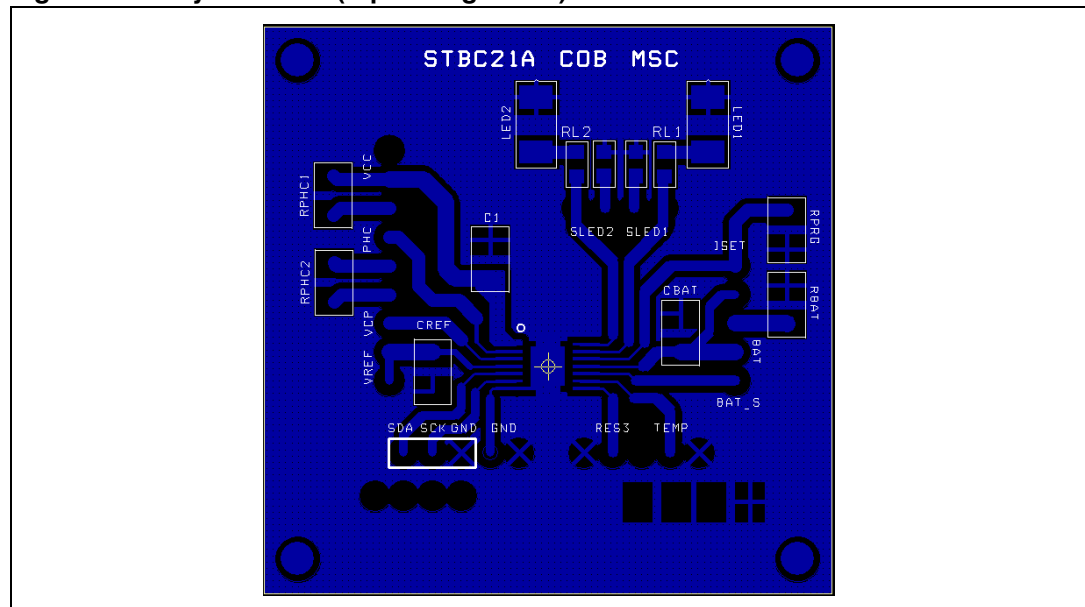 STBC21A COB MSC
LED2
LED1
RL2
RL1
VCC
RPHC1
C1
RPRG
SLED2
SLED1
PHC
ISET
RPHC2
CBAT
RBAT
VCP
CREF
BAT
VREF
BAT_S
SDA SCK GND GND
RES3 TEMP